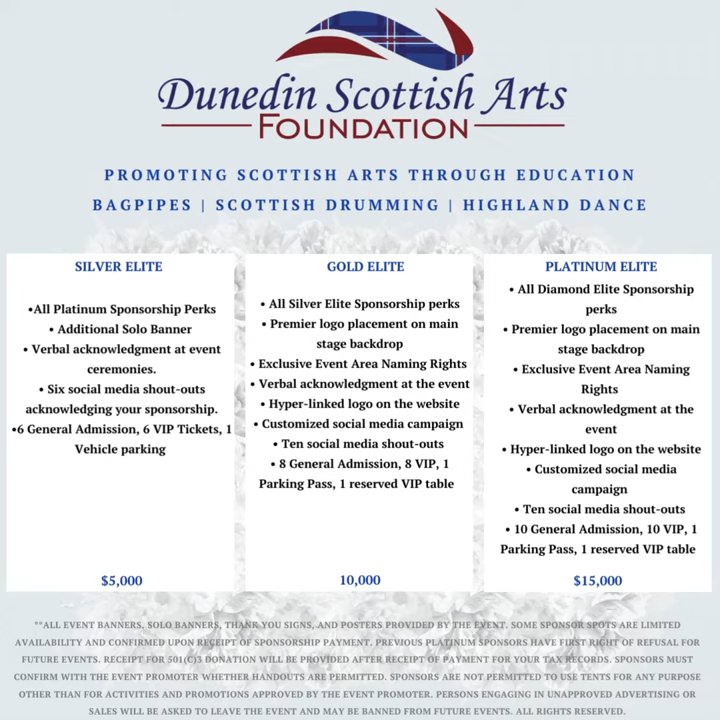 Dunedin Scottish Arts
FOUNDATION
PROMOTING SCOTTISH ARTS THROUGH EDUCATION
BAGPIPES | SCOTTISH DRUMMING | HIGHLAND DANCE
SILVER ELITE
•All Platinum Sponsorship Perks
• Additional Solo Banner
• Verbal acknowledgment at event
ceremonies.
• Six social media shout-outs
acknowledging your sponsorship.
•6 General Admission, 6 VIP Tickets, 1
Vehicle parking
$5,000
GOLD ELITE
• All Silver Elite Sponsorship perks
• Premier logo placement on main
stage backdrop
• Exclusive Event Area Naming Rights
• Verbal acknowledgment at the event
• Hyper-linked logo on the website
• Customized social media campaign
• Ten social media shout-outs
• 8 General Admission, 8 VIP, 1
Parking Pass, 1 reserved VIP table
10,000
PLATINUM ELITE
• All Diamond Elite Sponsorship
perks
• Premier logo placement on main
stage backdrop
• Exclusive Event Area Naming
Rights
• Verbal acknowledgment at the
event
• Hyper-linked logo on the website
• Customized social media
campaign
• Ten social media shout-outs
• 10 General Admission, 10 VIP, 1
Parking Pass, 1 reserved VIP table
$15,000
**ALL EVENT BANNERS, SOLO BANNERS, THANK YOU SIGNS, AND POSTERS PROVIDED BY THE EVENT. SOME SPONSOR SPOTS ARE LIMITED
AVAILABILITY AND CONFIRMED UPON RECEIPT OF SPONSORSHIP PAYMENT. PREVIOUS PLATINUM SPONSORS HAVE FIRST RIGHT OF REFUSAL FOR
FUTURE EVENTS. RECEIPT FOR 501(C)3 DONATION WILL BE PROVIDED AFTER RECEIPT OF PAYMENT FOR YOUR TAX RECORDS. SPONSORS MUST
CONFIRM WITH THE EVENT PROMOTER WHETHER HANDOUTS ARE PERMITTED. SPONSORS ARE NOT PERMITTED TO USE TENTS FOR ANY PURPOSE
OTHER THAN FOR ACTIVITIES AND PROMOTIONS APPROVED BY THE EVENT PROMOTER. PERSONS ENGAGING IN UNAPPROVED ADVERTISING OR
SALES WILL BE ASKED TO LEAVE THE EVENT AND MAY BE BANNED FROM FUTURE EVENTS. ALL RIGHTS RESERVED.